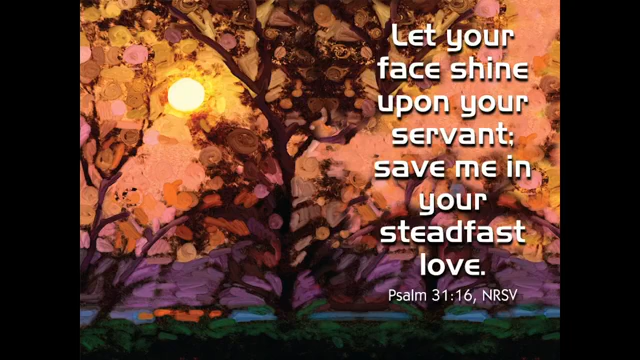 Let your
face shine
upon your
servant;
save me in
your
steadfast
love.
Psalm 31:16, NRSV